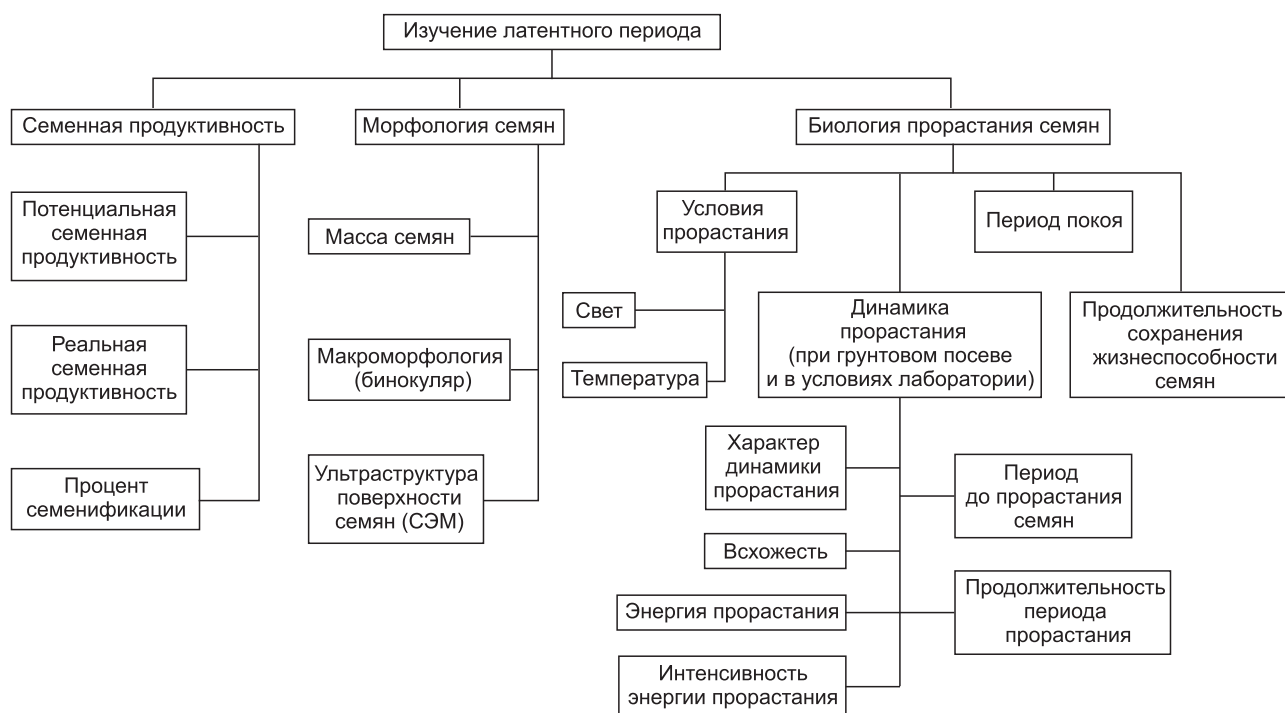 Изучение латентного периода
Семенная продуктивность
Морфология семян
Биология прорастания семян
Потенциальная
семенная
продуктивность
Реальная
семенная
продуктивность
Процент
семенификации
Масса семян
Макроморфология
(бинокуляр)
Ультраструктура
поверхности
семян (СЭМ)
Условия
прорастания
Свет
Температура
Динамика
прорастания
(при грунтовом посеве
и в условиях лаборатории)
Период покоя
Продолжительность
сохранения
жизнеспособности
семян
Характер
динамики
прорастания
Всхожесть
Энергия прорастания
Интенсивность
энергии прорастания
Период
до прорастания
семян
Продолжительность
периода
прорастания